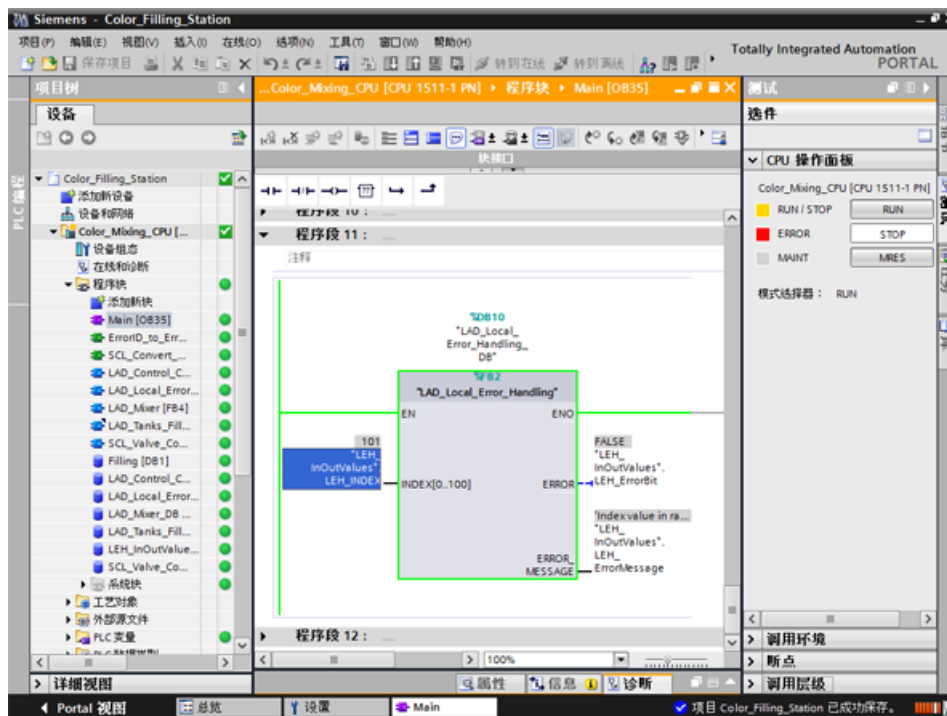 Siemens - Color_Filling_Station
项目(P) 编辑(E) 视图(V) 插入(I) 在线(O) 选项(N) 工具(T) 窗口(W) 帮助(H)
Totally Integrated Automation
PORTAL
保存项目 转到在线 转到离线
项目树
...Color_Mixing_CPU [CPU 1511-1 PN] 程序块 Main [OB35]
测试
设备
选件
块接口
CPU 操作面板
PLC 编程
Color_Filling_Station
添加新设备
设备和网络
Color_Mixing_CPU [...
设备组态
在线和诊断
程序块
添加新块
Main [OB35]
ErrorID_to_Err...
SCL_Convert_...
LAD_Control_C...
LAD_Local_Error...
LAD_Mixer [FB4]
LAD_Tanks_Fill...
SCL_Valve_Co...
Filling [DB1]
LAD_Control_C...
LAD_Local_Error...
LAD_Mixer_DB ...
LAD_Tanks_Fill...
LEH_InOutValue...
SCL_Valve_Co...
系统块
工艺对象
外部源文件
PLC 变量
PLC 数据类型
详细视图
程序段 10 : ....
程序段 11 : ....
注释
%DB10
"LAD_Local_
Error_Handling_
DB"
%FB2
"LAD_Local_Error_Handling"
EN ENO
101
"LEH_
InOutValues".
LEH_INDEX
INDEX[0..100] ERROR
FALSE
"LEH_
InOutValues".
LEH_ErrorBit
'Index value in ra...
"LEH_
InOutValues".
LEH_
ErrorMessage
ERROR_
MESSAGE
程序段 12 : ....
100%
属性 信息 诊断
Color_Mixing_CPU [CPU 1511-1 PN]
RUN / STOP RUN
ERROR STOP
MAINT MRES
模式选择器 : RUN
调用环境
断点
调用层级
Portal 视图 总览 设置 Main
项目 Color_Filling_Station 已成功保存。